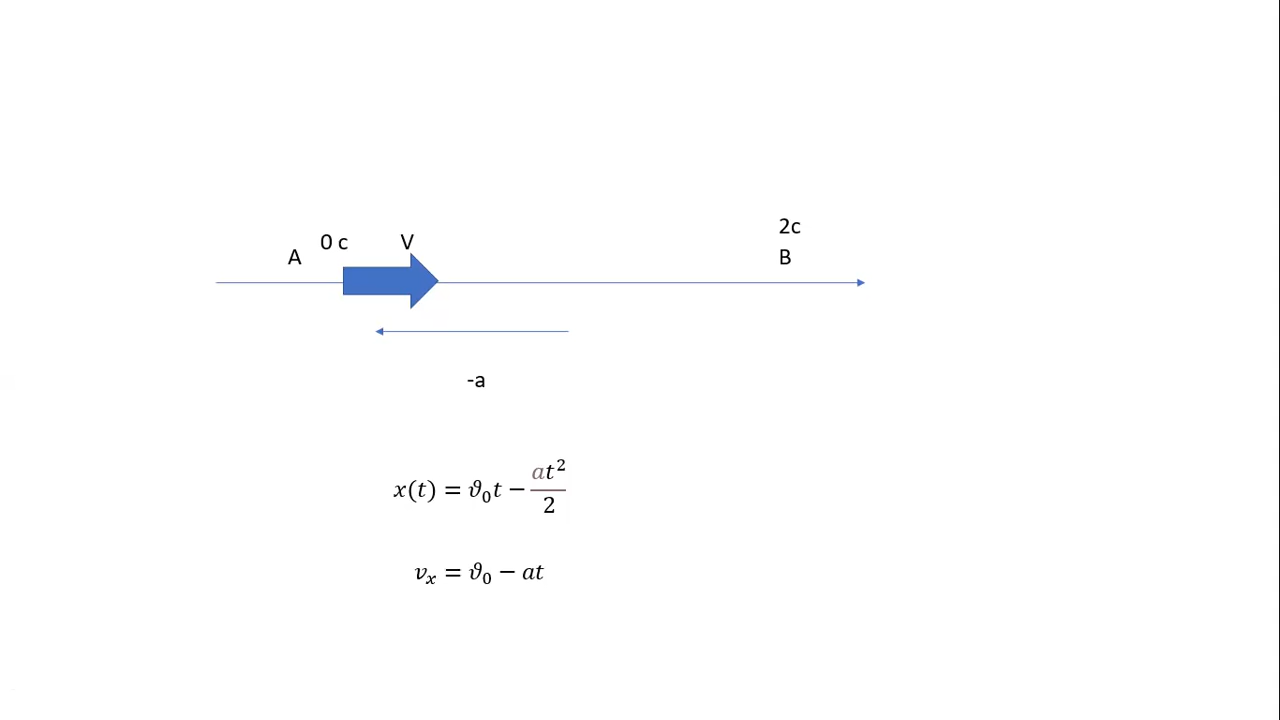 2c
0 c
V
A
B
-a
x(t) = ϑ₀t − at²/2
vₓ = ϑ₀ − at